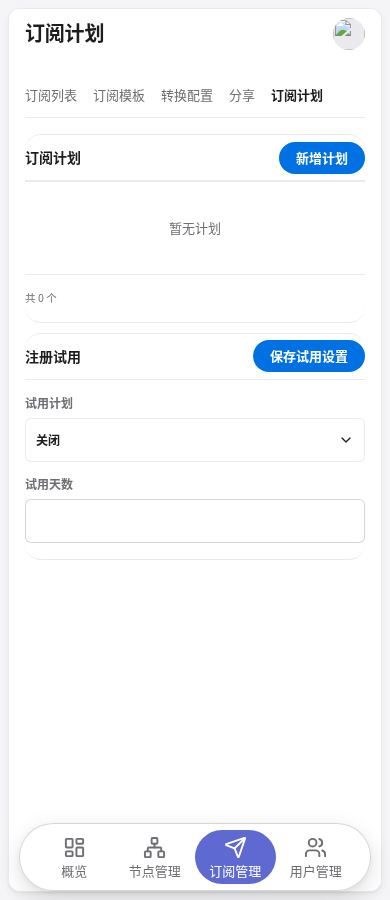 订阅计划
订阅列表 订阅模板 转换配置 分享 订阅计划
订阅计划 新增计划
暂无计划
共 0 个
注册试用 保存试用设置
试用计划
关闭
试用天数
概览 节点管理 订阅管理 用户管理